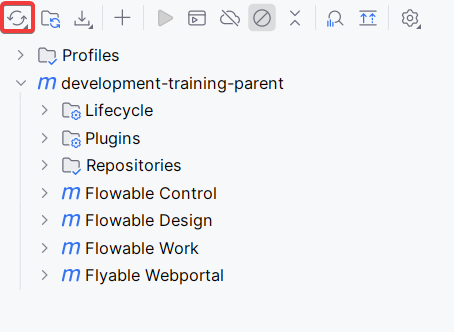 Profiles
development-training-parent
Lifecycle
Plugins
Repositories
Flowable Control
Flowable Design
Flowable Work
Flyable Webportal